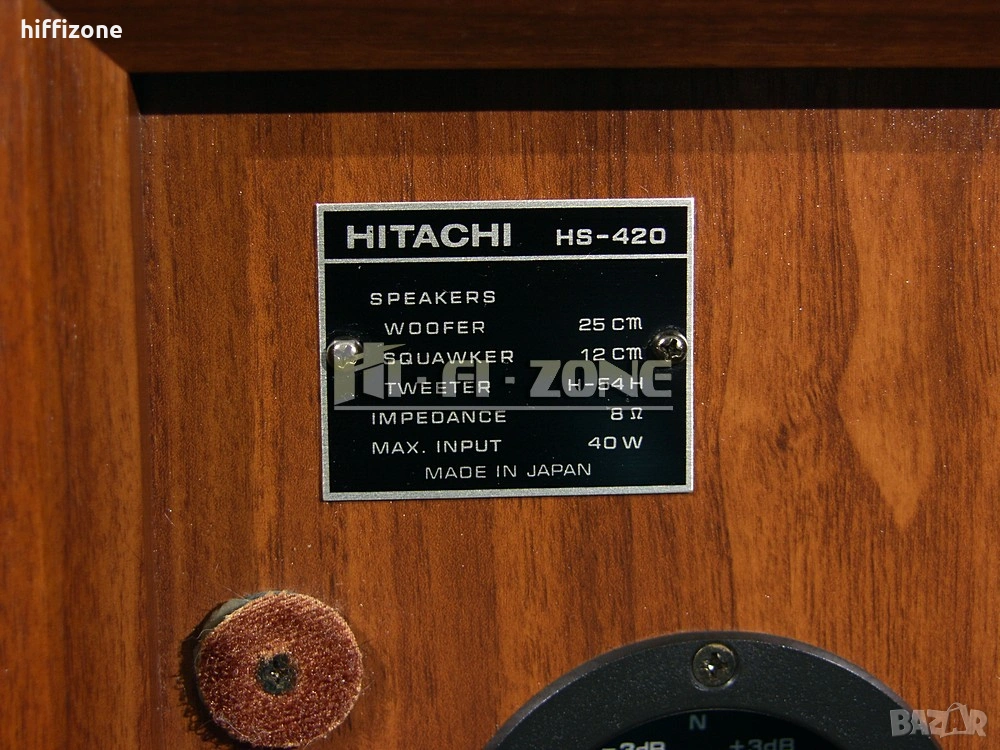 hiffizone
HITACHI HS-420
SPEAKERS
WOOFER 25 cm
SQUAWKER 12 cm
TWEETER H-54H
Hi-Fi-ZONE
IMPEDANCE 8 Ω
MAX. INPUT 40 W
MADE IN JAPAN
N
-3dB +3dB
BAZAR